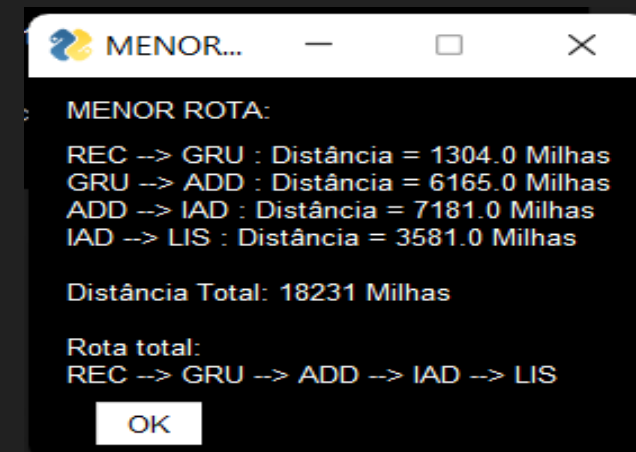 MENOR...
MENOR ROTA:
REC --> GRU : Distância = 1304.0 Milhas
GRU --> ADD : Distância = 6165.0 Milhas
ADD --> IAD : Distância = 7181.0 Milhas
IAD --> LIS : Distância = 3581.0 Milhas
Distância Total: 18231 Milhas
Rota total:
REC --> GRU --> ADD --> IAD --> LIS
OK